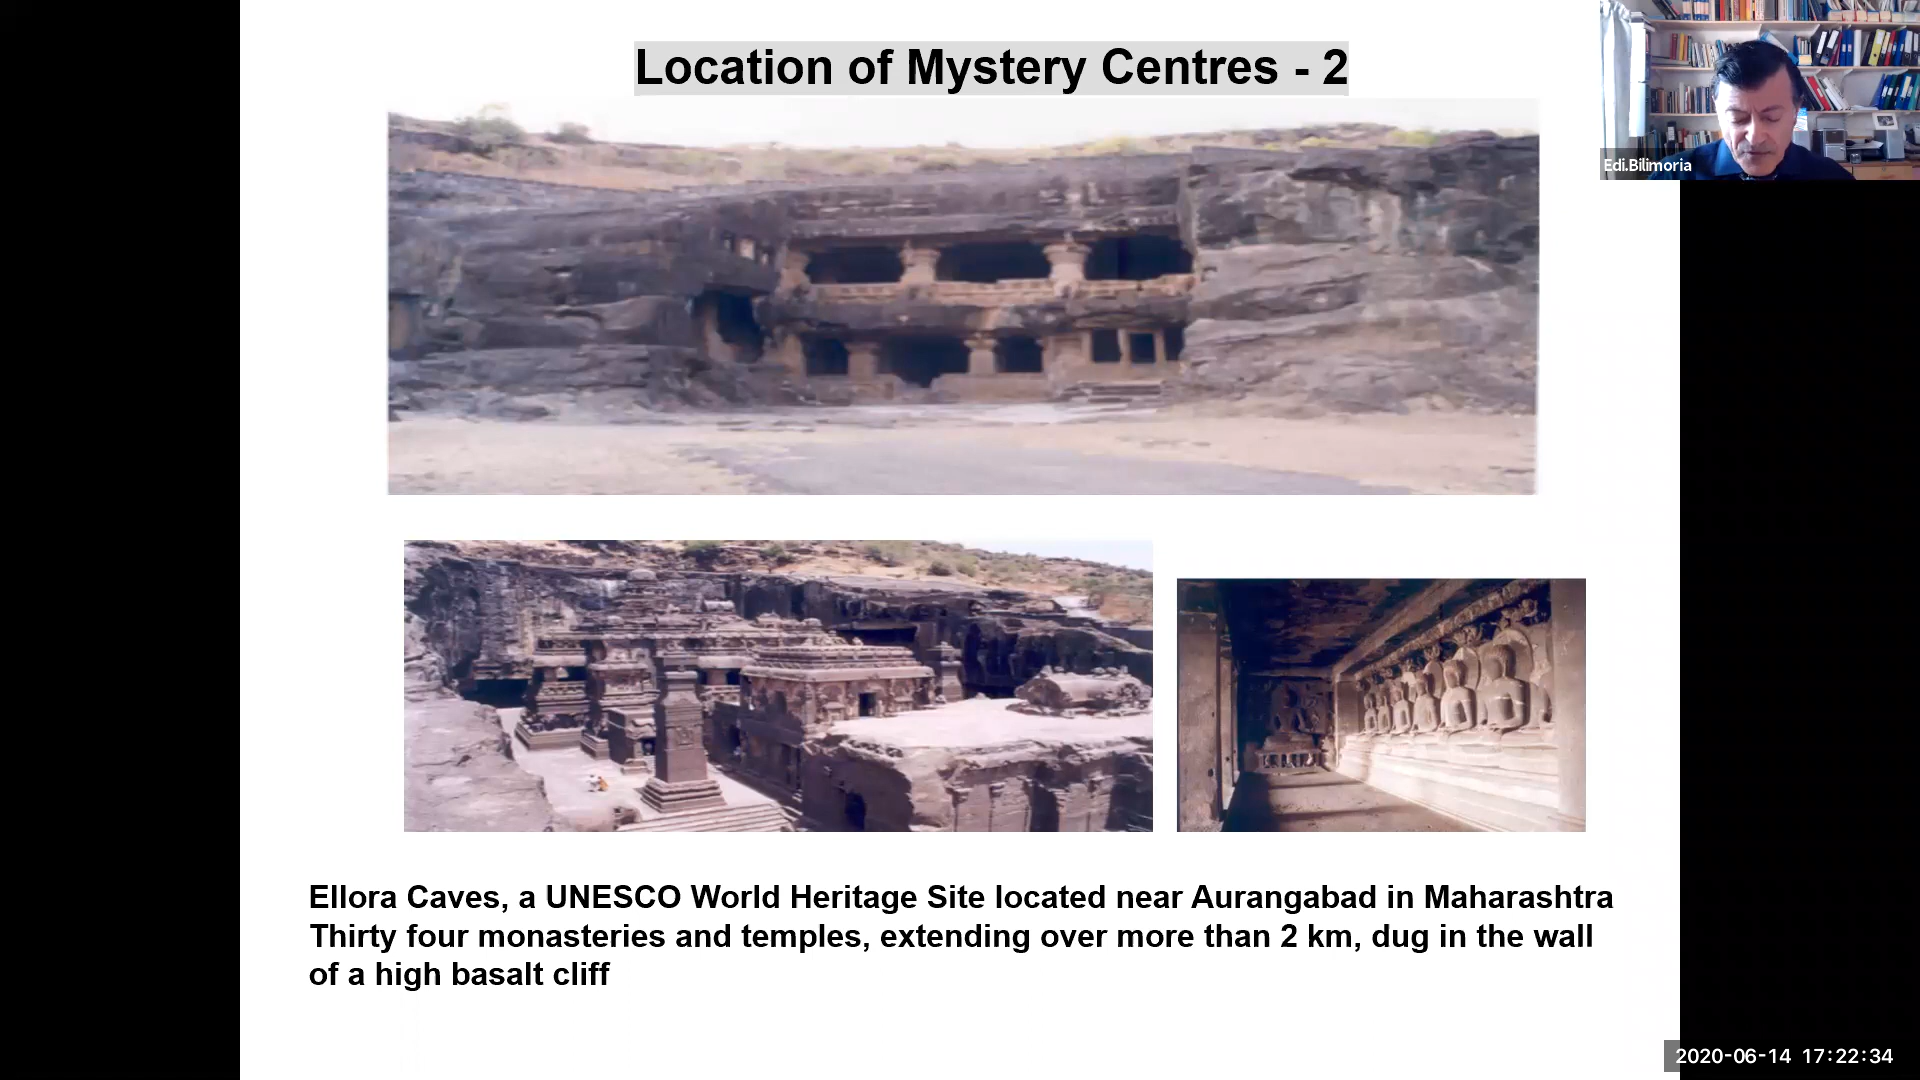 Location of Mystery Centres - 2
Edi.Bilimoria
Ellora Caves, a UNESCO World Heritage Site located near Aurangabad in Maharashtra
Thirty four monasteries and temples, extending over more than 2 km, dug in the wall
of a high basalt cliff
2020-06-14 17:22:34